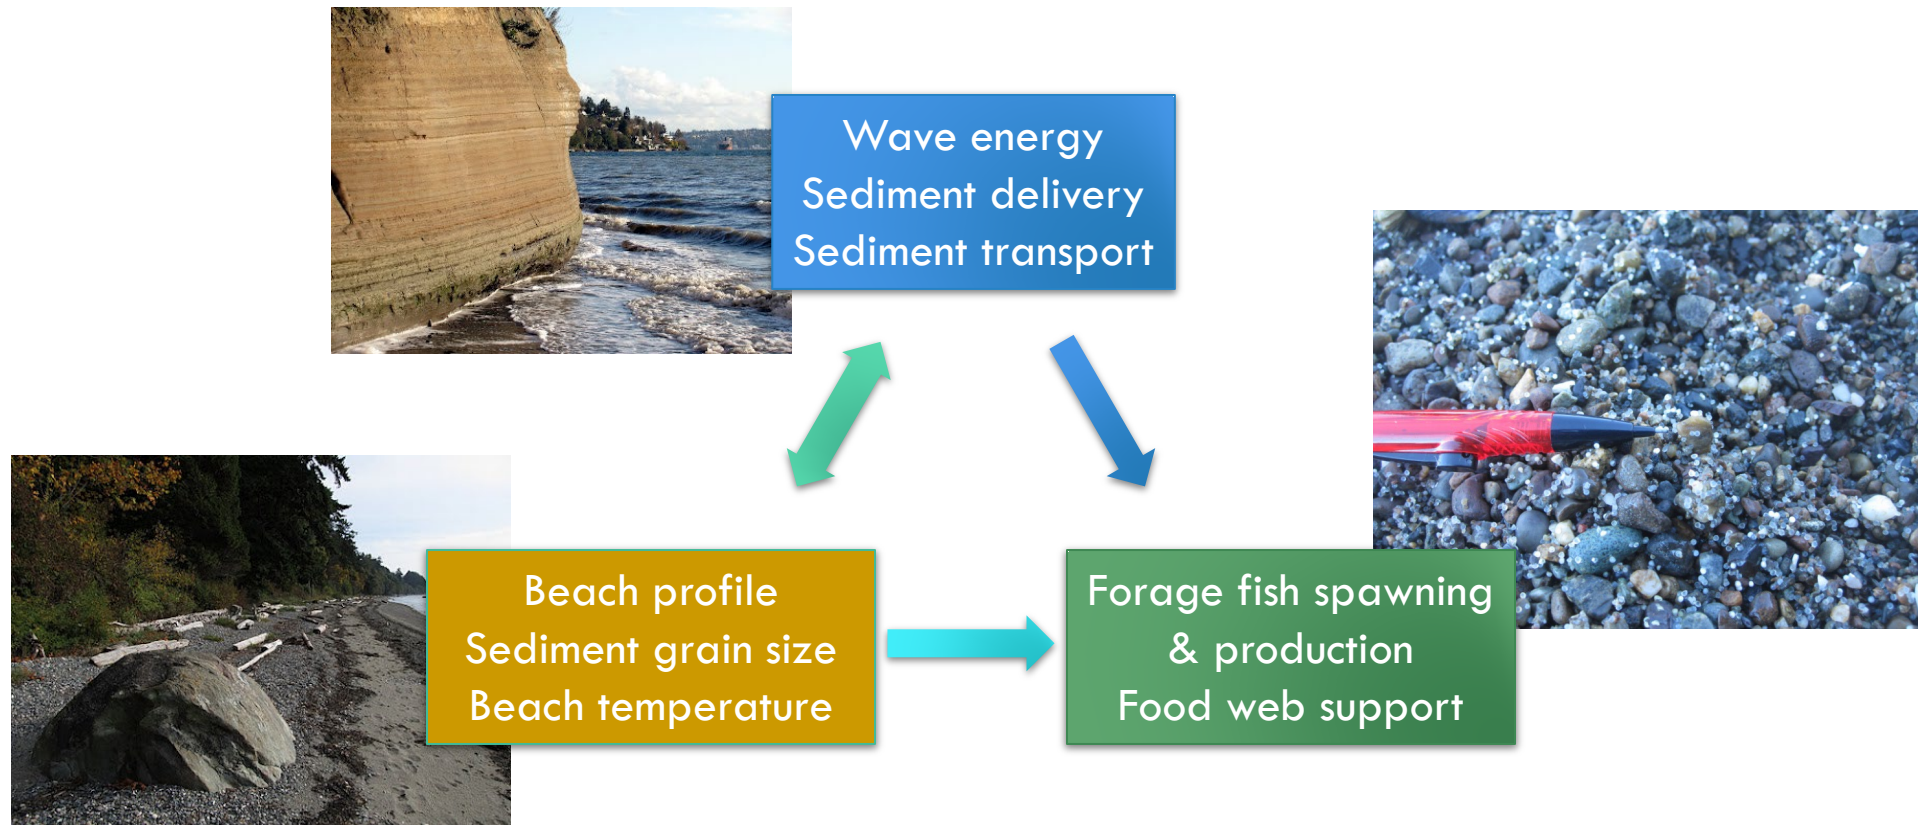 Wave energy
Sediment delivery
Sediment transport
Beach profile
Sediment grain size
Beach temperature
Forage fish spawning
& production
Food web support